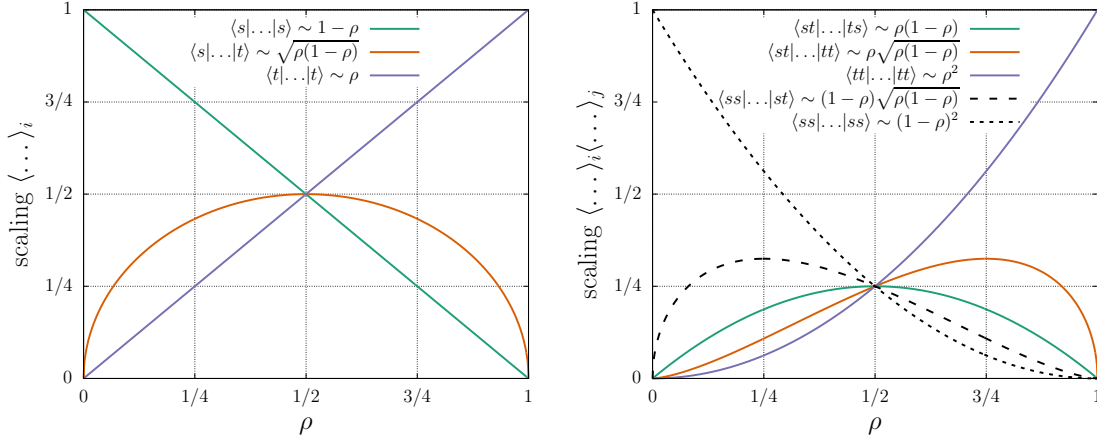 1
3/4
1/2
1/4
0
scaling ⟨...⟩_i
⟨s|...|s⟩ ~ 1 − ρ
⟨s|...|t⟩ ~ √ρ(1 − ρ)
⟨t|...|t⟩ ~ ρ
0 1/4 1/2 3/4 1
ρ
1
3/4
1/2
1/4
0
scaling ⟨...⟩_i⟨...⟩_j
⟨st|...|ts⟩ ~ ρ(1 − ρ)
⟨st|...|tt⟩ ~ ρ√ρ(1 − ρ)
⟨tt|...|tt⟩ ~ ρ²
⟨ss|...|st⟩ ~ (1 − ρ)√ρ(1 − ρ)
⟨ss|...|ss⟩ ~ (1 − ρ)²
0 1/4 1/2 3/4 1
ρ